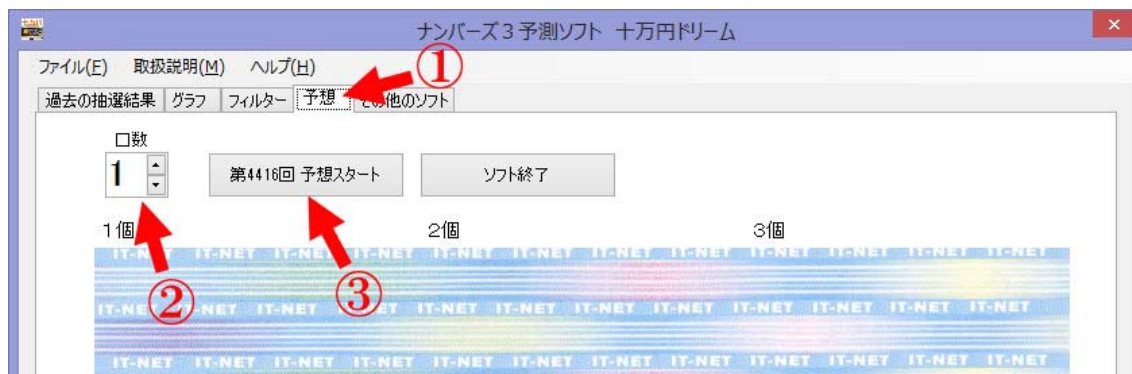 ナンバーズ３予測ソフト 十万円ドリーム
ファイル(F) 取扱説明(M) ヘルプ(H)
①
過去の抽選結果 グラフ フィルター 予想 その他のソフト
口数
1 第4416回 予想スタート ソフト終了
1個 2個 3個
IT-NET IT-NET IT-NET IT-NET IT-NET IT-NET IT-NET IT-NET IT-NET IT-NET IT-NET IT-NET
② ③
IT-NET IT-NET IT-NET IT-NET IT-NET IT-NET IT-NET IT-NET IT-NET IT-NET IT-NET IT-NET
IT-NET IT-NET IT-NET IT-NET IT-NET IT-NET IT-NET IT-NET IT-NET IT-NET IT-NET IT-NET